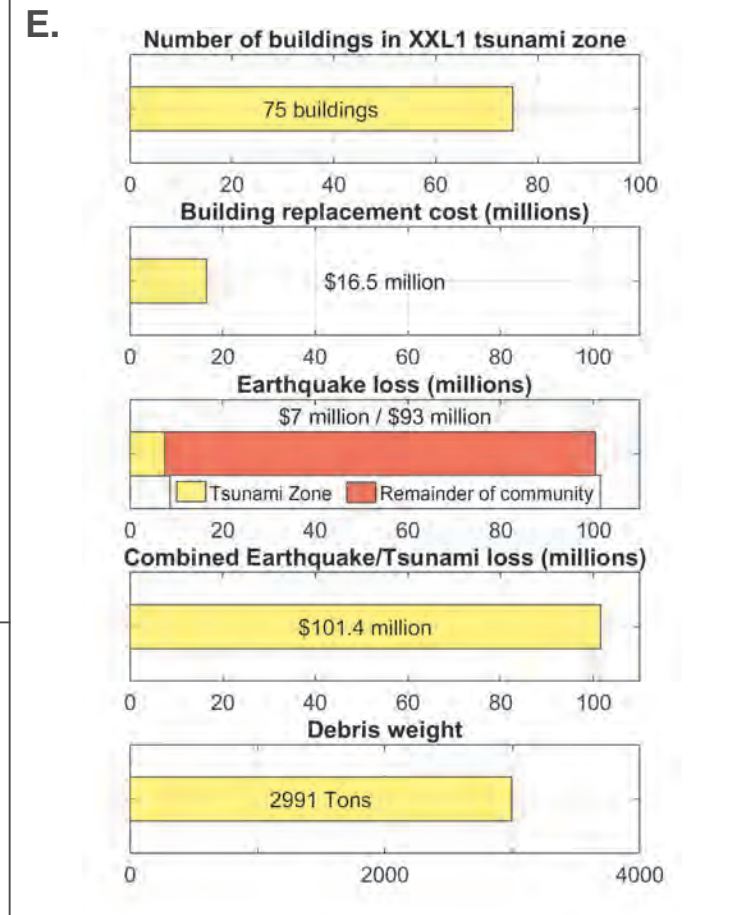 E.
Number of buildings in XXL1 tsunami zone
75 buildings
0 20 40 60 80 100
Building replacement cost (millions)
$16.5 million
0 20 40 60 80 100
Earthquake loss (millions)
$7 million / $93 million
Tsunami Zone Remainder of community
0 20 40 60 80 100
Combined Earthquake/Tsunami loss (millions)
$101.4 million
0 20 40 60 80 100
Debris weight
2991 Tons
0 2000 4000